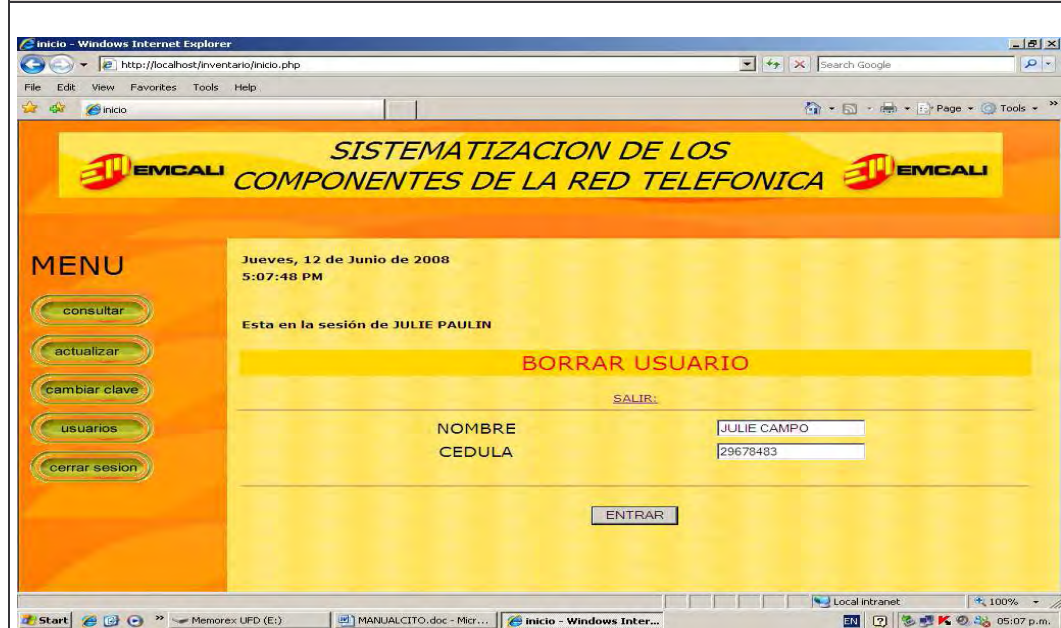 inicio - Windows Internet Explorer
http://localhost/inventario/inicio.php
Search Google
File Edit View Favorites Tools Help
inicio
Page Tools »
EMCALI
SISTEMATIZACION DE LOS
COMPONENTES DE LA RED TELEFONICA
EMCALI
MENU
consultar
actualizar
cambiar clave
usuarios
cerrar sesion
Jueves, 12 de Junio de 2008
5:07:48 PM
Esta en la sesión de JULIE PAULIN
BORRAR USUARIO
SALIR:
NOMBRE JULIE CAMPO
CEDULA 29678483
ENTRAR
Local intranet 100%
Start » Memorex UFD (E:) MANUALCITO.doc - Micr... inicio - Windows Inter... EN 05:07 p.m.